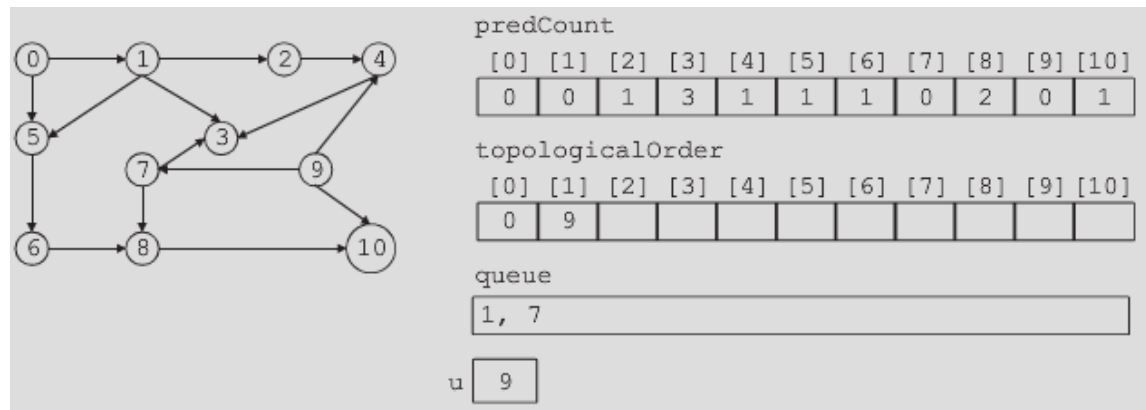 0 1 2 4
5 3
7 9
6 8 10
predCount
[0] [1] [2] [3] [4] [5] [6] [7] [8] [9] [10]
0 0 1 3 1 1 1 0 2 0 1
topologicalOrder
[0] [1] [2] [3] [4] [5] [6] [7] [8] [9] [10]
0 9
queue
1, 7
u 9